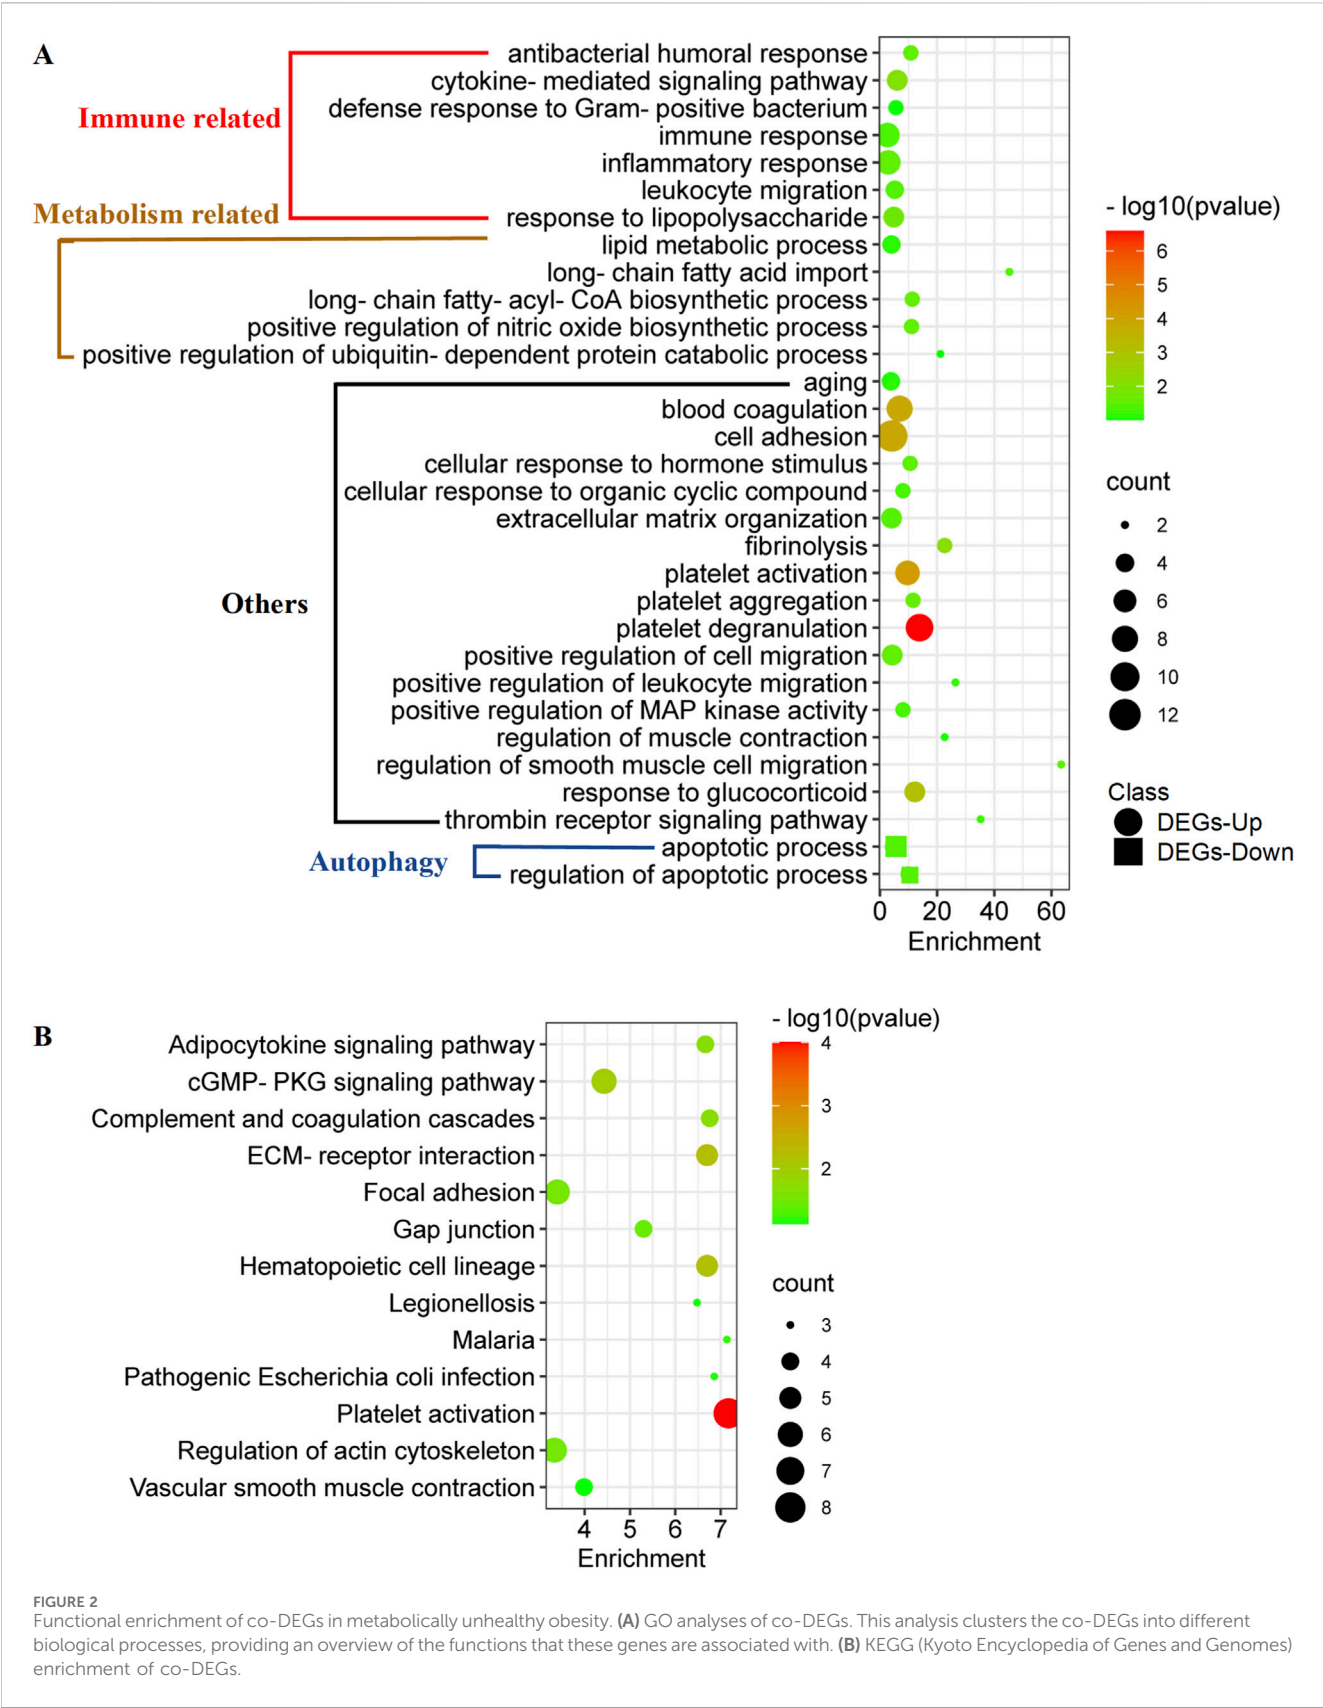 A
Immune related
Metabolism related
Others
Autophagy
antibacterial humoral response
cytokine- mediated signaling pathway
defense response to Gram- positive bacterium
immune response
inflammatory response
leukocyte migration
response to lipopolysaccharide
lipid metabolic process
long- chain fatty acid import
long- chain fatty- acyl- CoA biosynthetic process
positive regulation of nitric oxide biosynthetic process
positive regulation of ubiquitin- dependent protein catabolic process
aging
blood coagulation
cell adhesion
cellular response to hormone stimulus
cellular response to organic cyclic compound
extracellular matrix organization
fibrinolysis
platelet activation
platelet aggregation
platelet degranulation
positive regulation of cell migration
positive regulation of leukocyte migration
positive regulation of MAP kinase activity
regulation of muscle contraction
regulation of smooth muscle cell migration
response to glucocorticoid
thrombin receptor signaling pathway
apoptotic process
regulation of apoptotic process
0 20 40 60
Enrichment
- log10(pvalue)
6
5
4
3
2
count
2
4
6
8
10
12
Class
DEGs-Up
DEGs-Down
B
Adipocytokine signaling pathway
cGMP- PKG signaling pathway
Complement and coagulation cascades
ECM- receptor interaction
Focal adhesion
Gap junction
Hematopoietic cell lineage
Legionellosis
Malaria
Pathogenic Escherichia coli infection
Platelet activation
Regulation of actin cytoskeleton
Vascular smooth muscle contraction
4 5 6 7
Enrichment
- log10(pvalue)
4
3
2
count
3
4
5
6
7
8
FIGURE 2
Functional enrichment of co-DEGs in metabolically unhealthy obesity. (A) GO analyses of co-DEGs. This analysis clusters the co-DEGs into different
biological processes, providing an overview of the functions that these genes are associated with. (B) KEGG (Kyoto Encyclopedia of Genes and Genomes)
enrichment of co-DEGs.